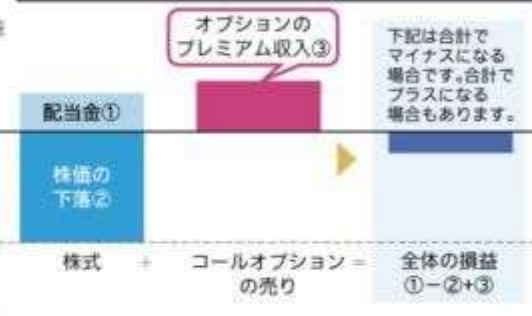 オプションの
プレミアム収入③
下記は合計で
マイナスになる
場合です。合計で
プラスになる
場合もあります。
配当金①
株価の
下落②
株式 + コールオプション = 全体の損益
の売り ①－②+③